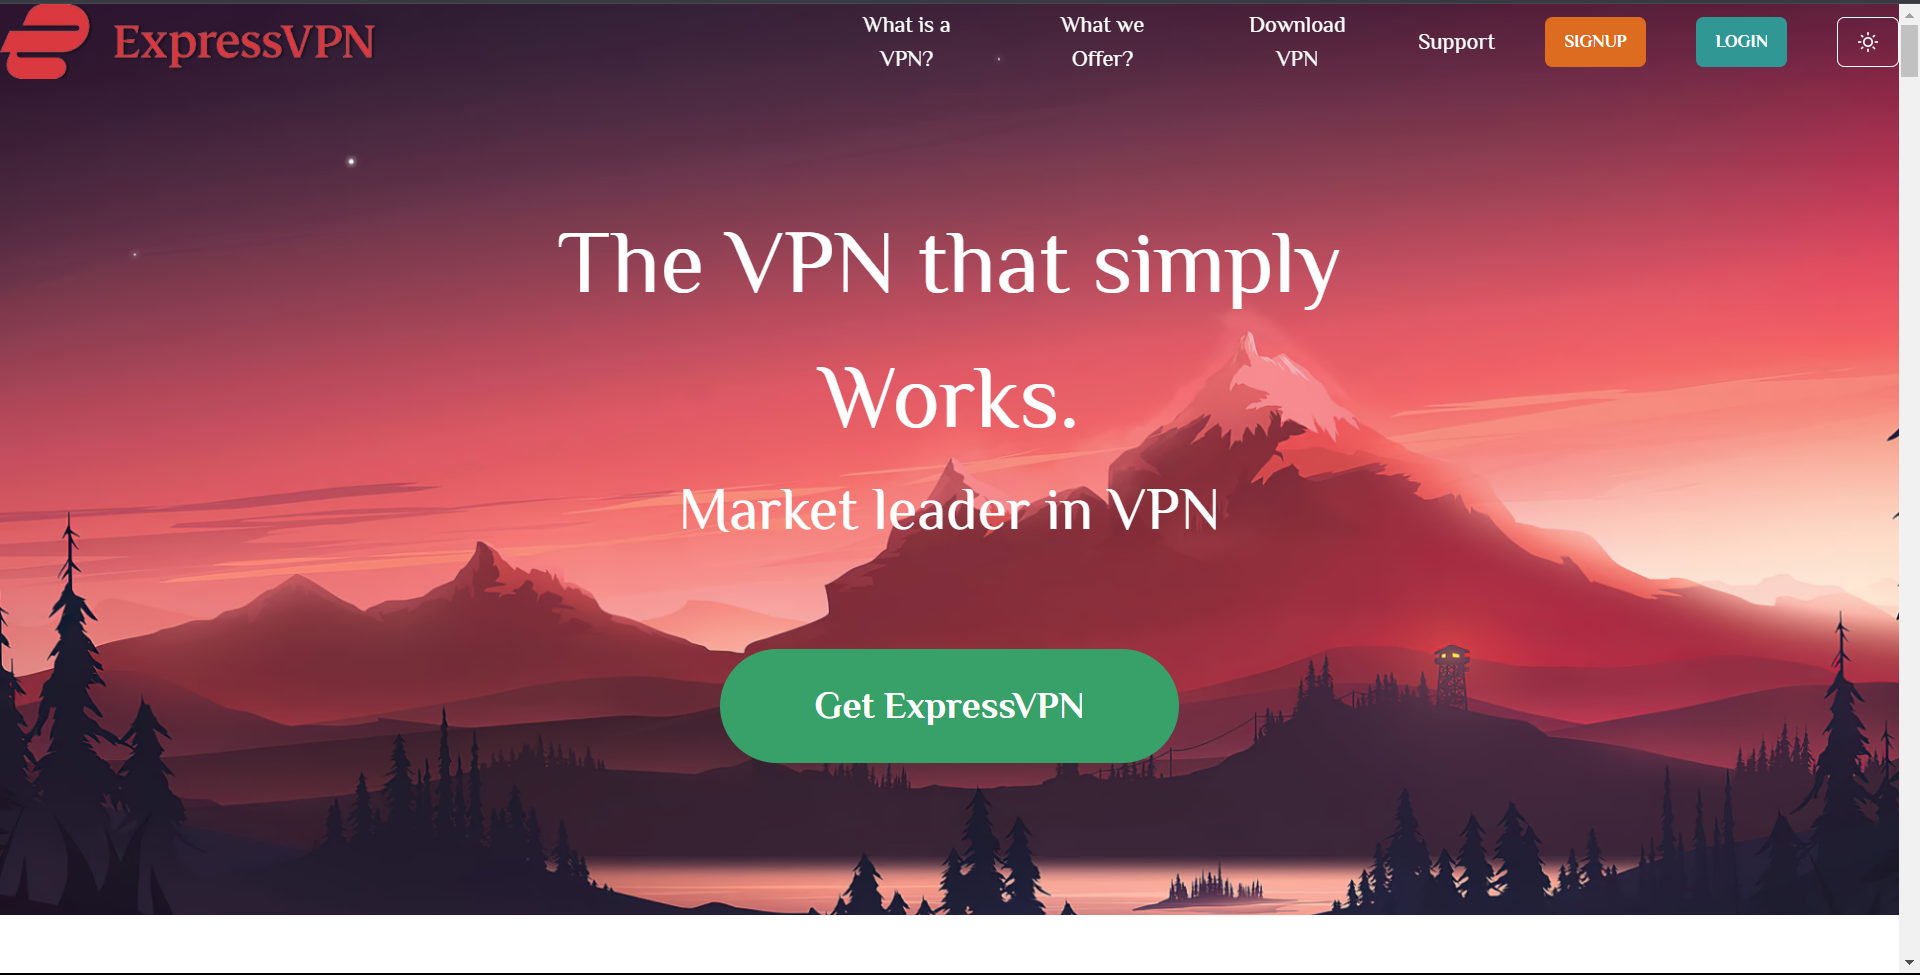 ExpressVPN
What is a
VPN?
What we
Offer?
Download
VPN
Support
SIGNUP
LOGIN
The VPN that simply
Works.
Market leader in VPN
Get ExpressVPN